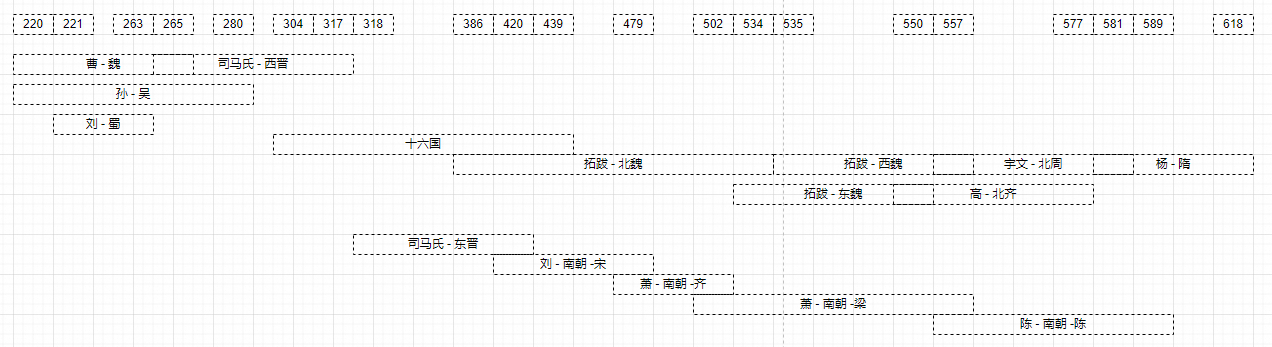 220 221 263 265 280 304 317 318 386 420 439 479 502 534 535 550 557 577 581 589 618
曹 - 魏 司马氏 - 西晋
孙 - 吴
刘 - 蜀
十六国
拓跋 - 北魏 拓跋 - 西魏 宇文 - 北周 杨 - 隋
拓跋 - 东魏 高 - 北齐
司马氏 - 东晋
刘 - 南朝 -宋
萧 - 南朝 -齐
萧 - 南朝 -梁
陈 - 南朝 -陈